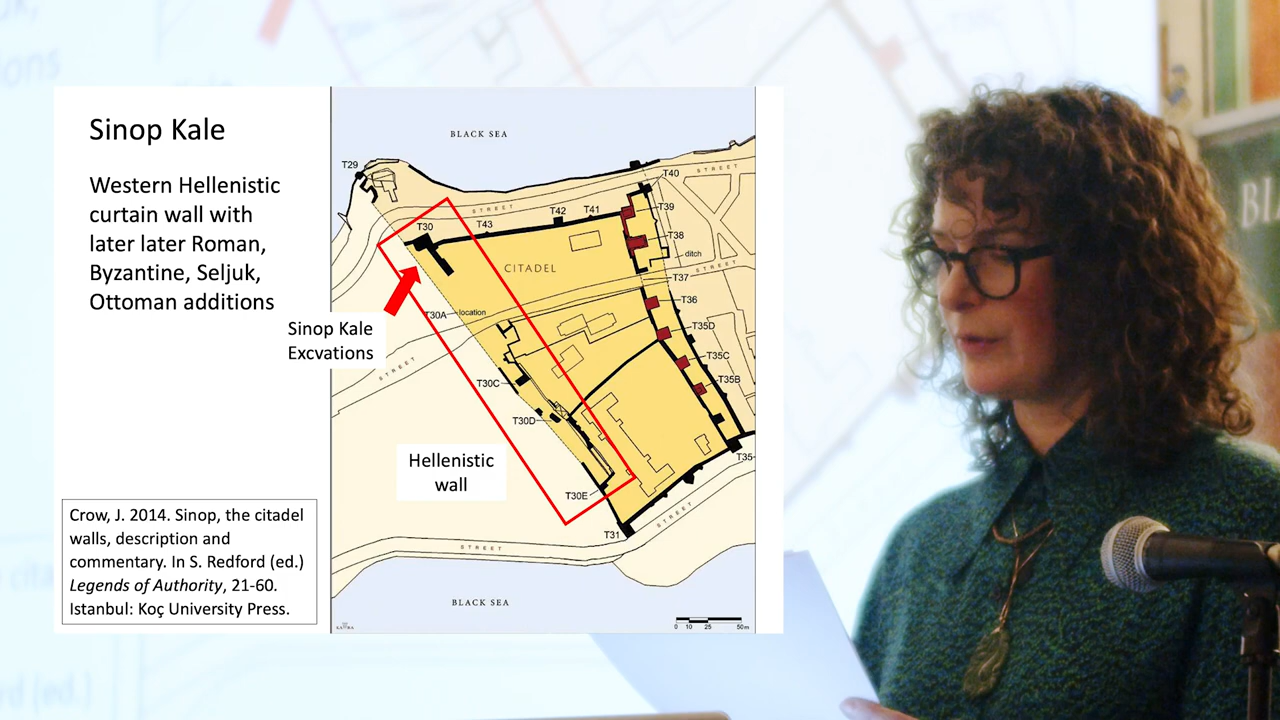 Sinop Kale
Western Hellenistic
curtain wall with
later later Roman,
Byzantine, Seljuk,
Ottoman additions
Sinop Kale
Excvations
Hellenistic
wall
Crow, J. 2014. Sinop, the citadel
walls, description and
commentary. In S. Redford (ed.)
Legends of Authority, 21-60.
Istanbul: Koç University Press.
BLACK SEA
T29
STREET
T40
STREET
T30
T43
T42
T41
T39
T38
ditch
CITADEL
T37
T36
T30A
location
T35D
STREET
T35C
T30C
T35B
T30D
T35
T30E
T31
STREET
STREET
BLACK SEA
0 10 25 50m